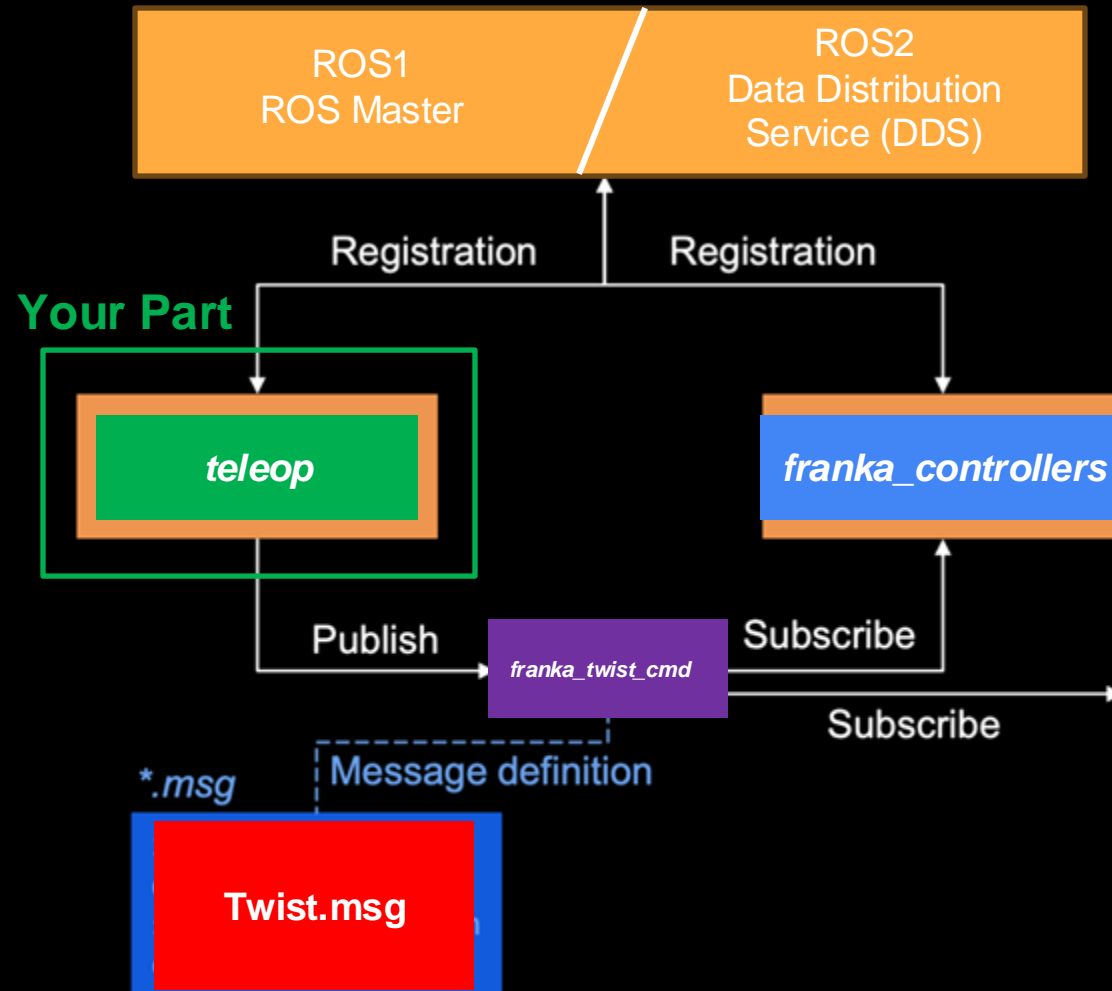 ROS1
ROS Master
ROS2
Data Distribution
Service (DDS)
Registration
Registration
Your Part
teleop
franka_controllers
Publish
franka_twist_cmd
Subscribe
Subscribe
Message definition
*.msg
Twist.msg